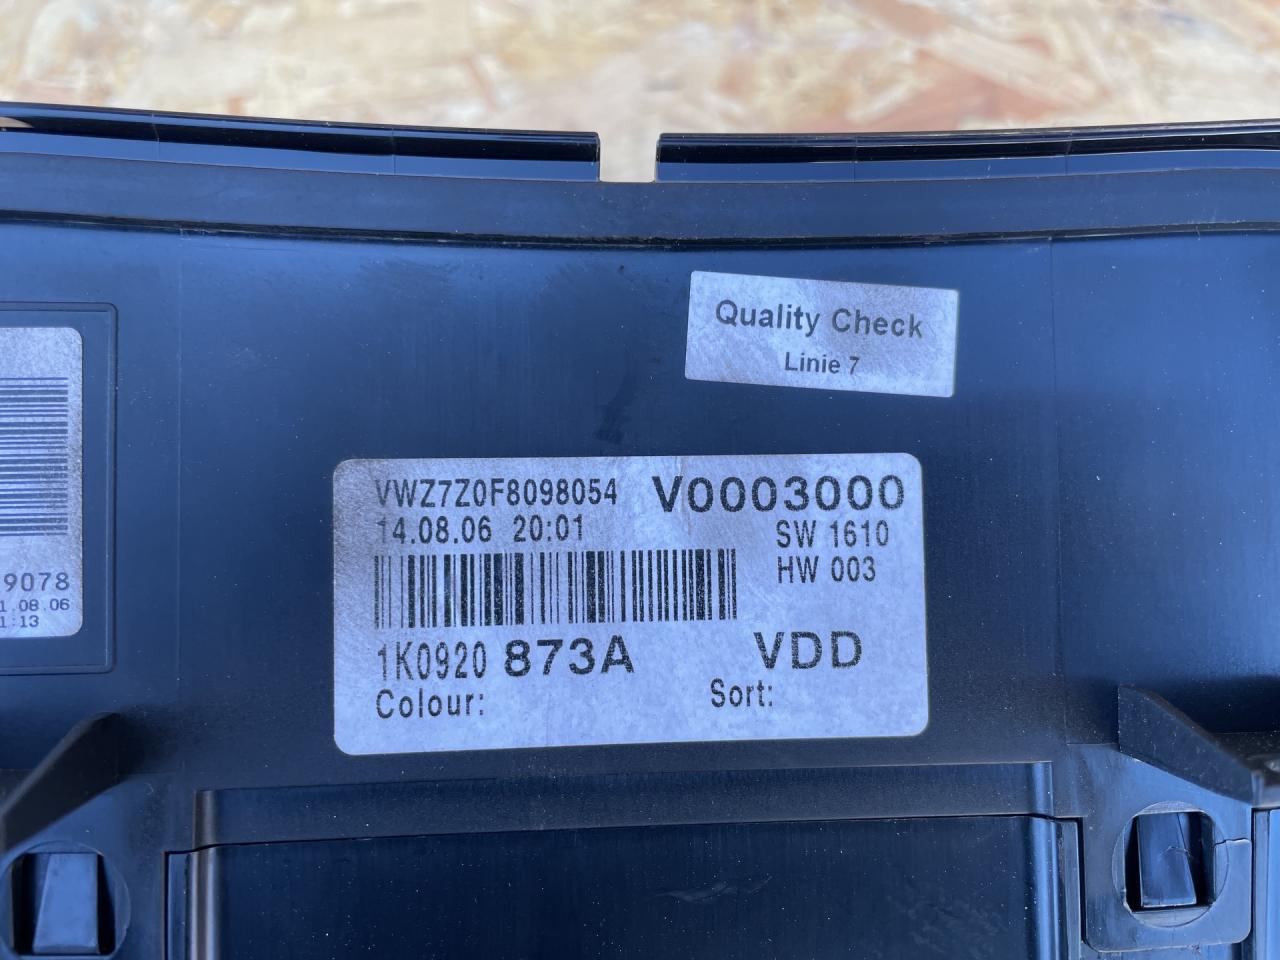 Quality Check
Linie 7
VWZ7Z0F8098054 V0003000
14.08.06 20:01 SW 1610
HW 003
1K0920 873A VDD
Colour: Sort:
9078
1.08.06
1:13